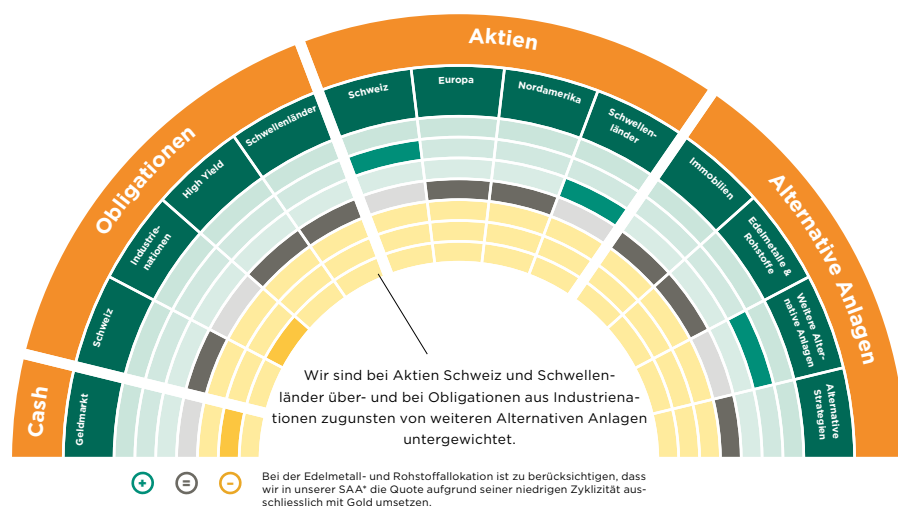 Cash
Obligationen
Aktien
Alternative Anlagen
Geldmarkt
Schweiz
Industrie-
nationen
High Yield
Schwellenländer
Schweiz
Europa
Nordamerika
Schwellen-
länder
Immobilien
Edelmetalle &
Rohstoffe
Weitere Alter-
native Anlagen
Alternative
Strategien
Wir sind bei Aktien Schweiz und Schwellen-
länder über- und bei Obligationen aus Industriena-
tionen zugunsten von weiteren Alternativen Anlagen
untergewichtet.
+ = -
Bei der Edelmetall- und Rohstoffallokation ist zu berücksichtigen, dass
wir in unserer SAA* die Quote aufgrund seiner niedrigen Zyklizität aus-
schliesslich mit Gold umsetzen.